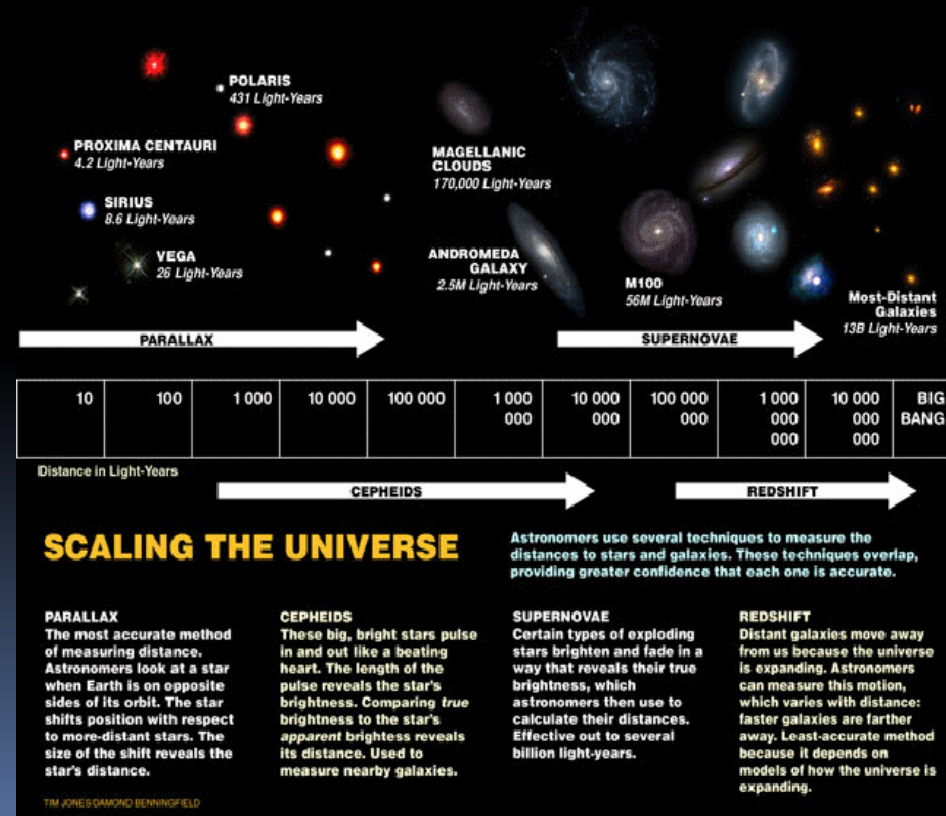 POLARIS
431 Light-Years
PROXIMA CENTAURI
4.2 Light-Years
SIRIUS
8.6 Light-Years
VEGA
26 Light-Years
MAGELLANIC
CLOUDS
170,000 Light-Years
ANDROMEDA
GALAXY
2.5M Light-Years
M100
56M Light-Years
Most-Distant
Galaxies
13B Light-Years
PARALLAX
SUPERNOVAE
10
100
1 000
10 000
100 000
1 000
000
10 000
000
100 000
000
1 000
000
000
10 000
000
000
BIG
BANG
Distance in Light-Years
CEPHEIDS
REDSHIFT
SCALING THE UNIVERSE
Astronomers use several techniques to measure the
distances to stars and galaxies. These techniques overlap,
providing greater confidence that each one is accurate.
PARALLAX
The most accurate method
of measuring distance.
Astronomers look at a star
when Earth is on opposite
sides of its orbit. The star
shifts position with respect
to more-distant stars. The
size of the shift reveals the
star's distance.
CEPHEIDS
These big, bright stars pulse
in and out like a beating
heart. The length of the
pulse reveals the star's
brightness. Comparing true
brightness to the star's
apparent brightess reveals
its distance. Used to
measure nearby galaxies.
SUPERNOVAE
Certain types of exploding
stars brighten and fade in a
way that reveals their true
brightness, which
astronomers then use to
calculate their distances.
Effective out to several
billion light-years.
REDSHIFT
Distant galaxies move away
from us because the universe
is expanding. Astronomers
can measure this motion,
which varies with distance:
faster galaxies are farther
away. Least-accurate method
because it depends on
models of how the universe is
expanding.
TIM JONES/DAMOND BENNINGFIELD